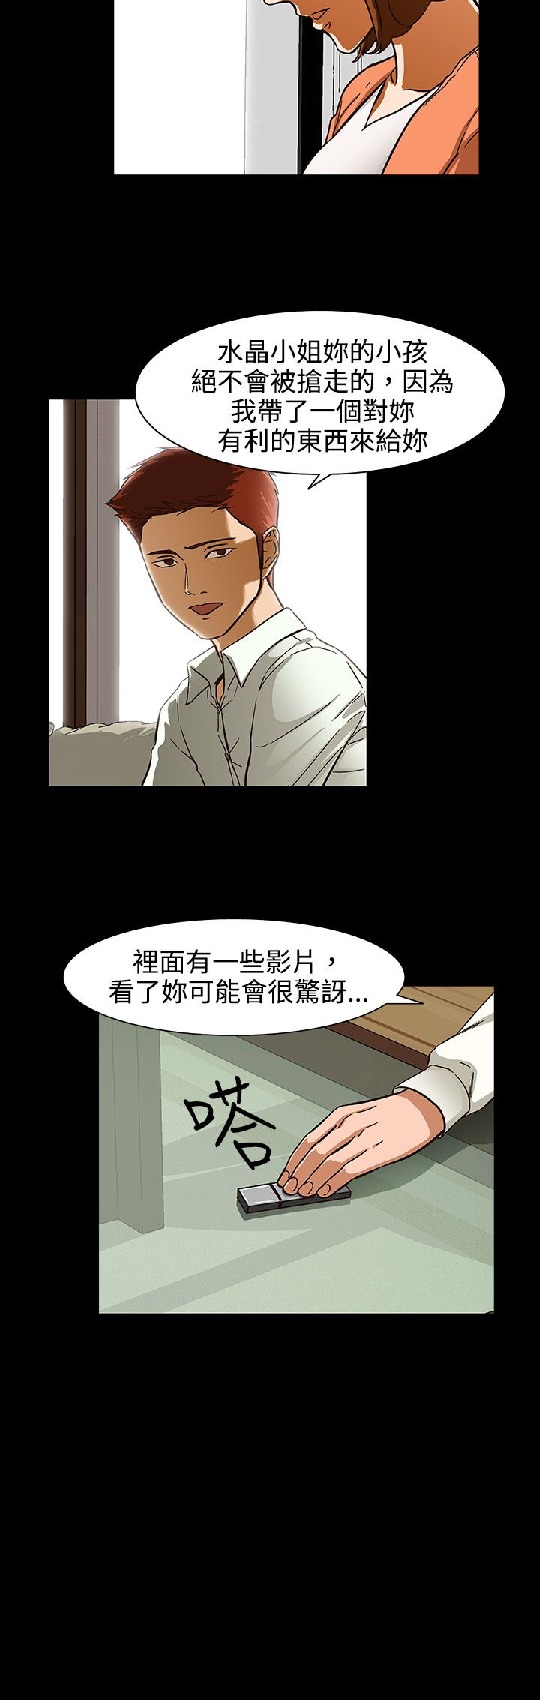 水晶小姐妳的小孩
絕不會被搶走的，因為
我帶了一個對妳
有利的東西來給妳
裡面有一些影片，
看了妳可能會很驚訝...
嗒